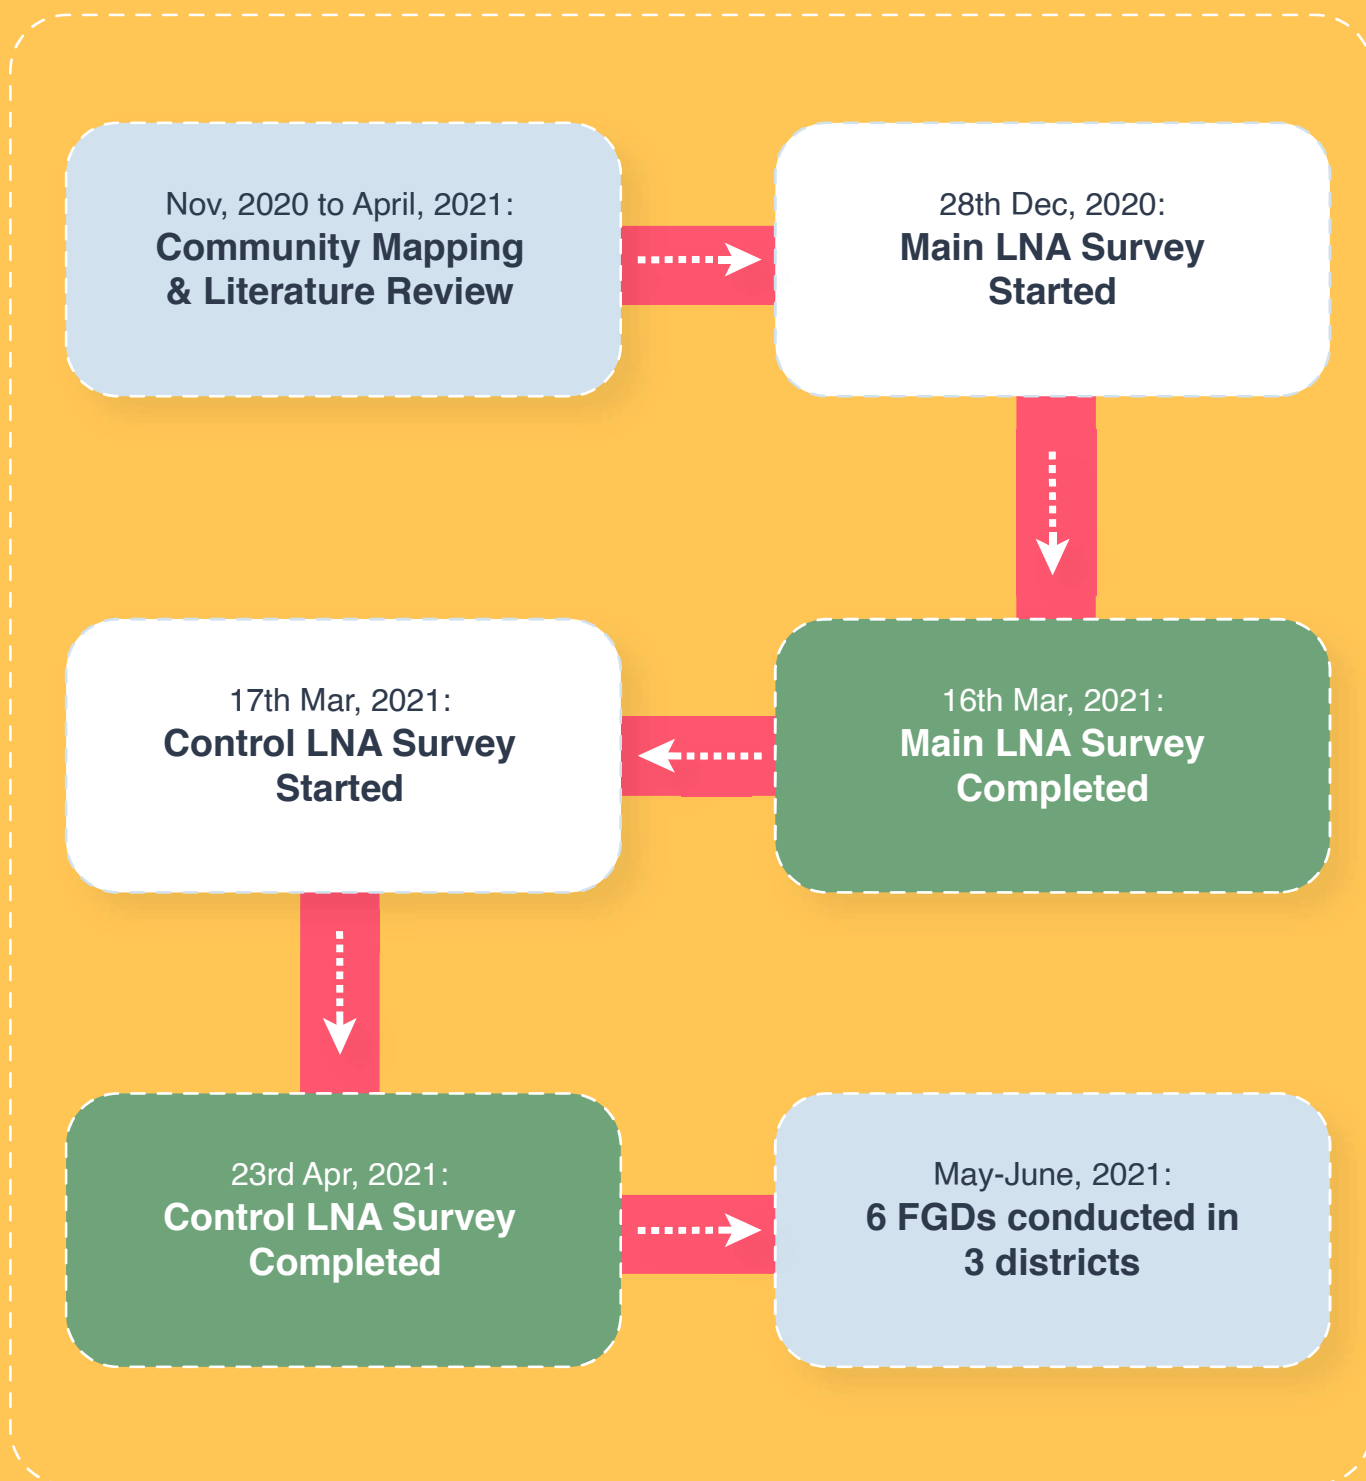 Nov, 2020 to April, 2021:
Community Mapping
& Literature Review
28th Dec, 2020:
Main LNA Survey
Started
16th Mar, 2021:
Main LNA Survey
Completed
17th Mar, 2021:
Control LNA Survey
Started
23rd Apr, 2021:
Control LNA Survey
Completed
May-June, 2021:
6 FGDs conducted in
3 districts